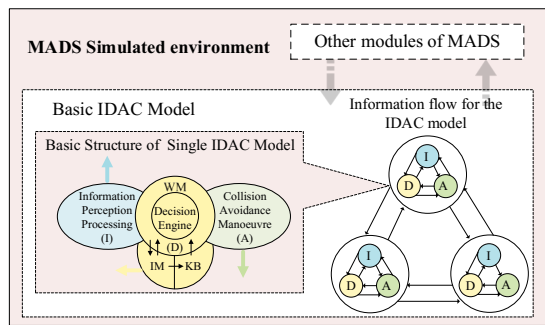 MADS Simulated environment
Other modules of MADS
Basic IDAC Model
Information flow for the
IDAC model
Basic Structure of Single IDAC Model
Information
Perception
Processing
(I)
WM
Decision
Engine
(D)
IM
KB
Collision
Avoidance
Manoeuvre
(A)
I
D
A
I
D
A
I
D
A